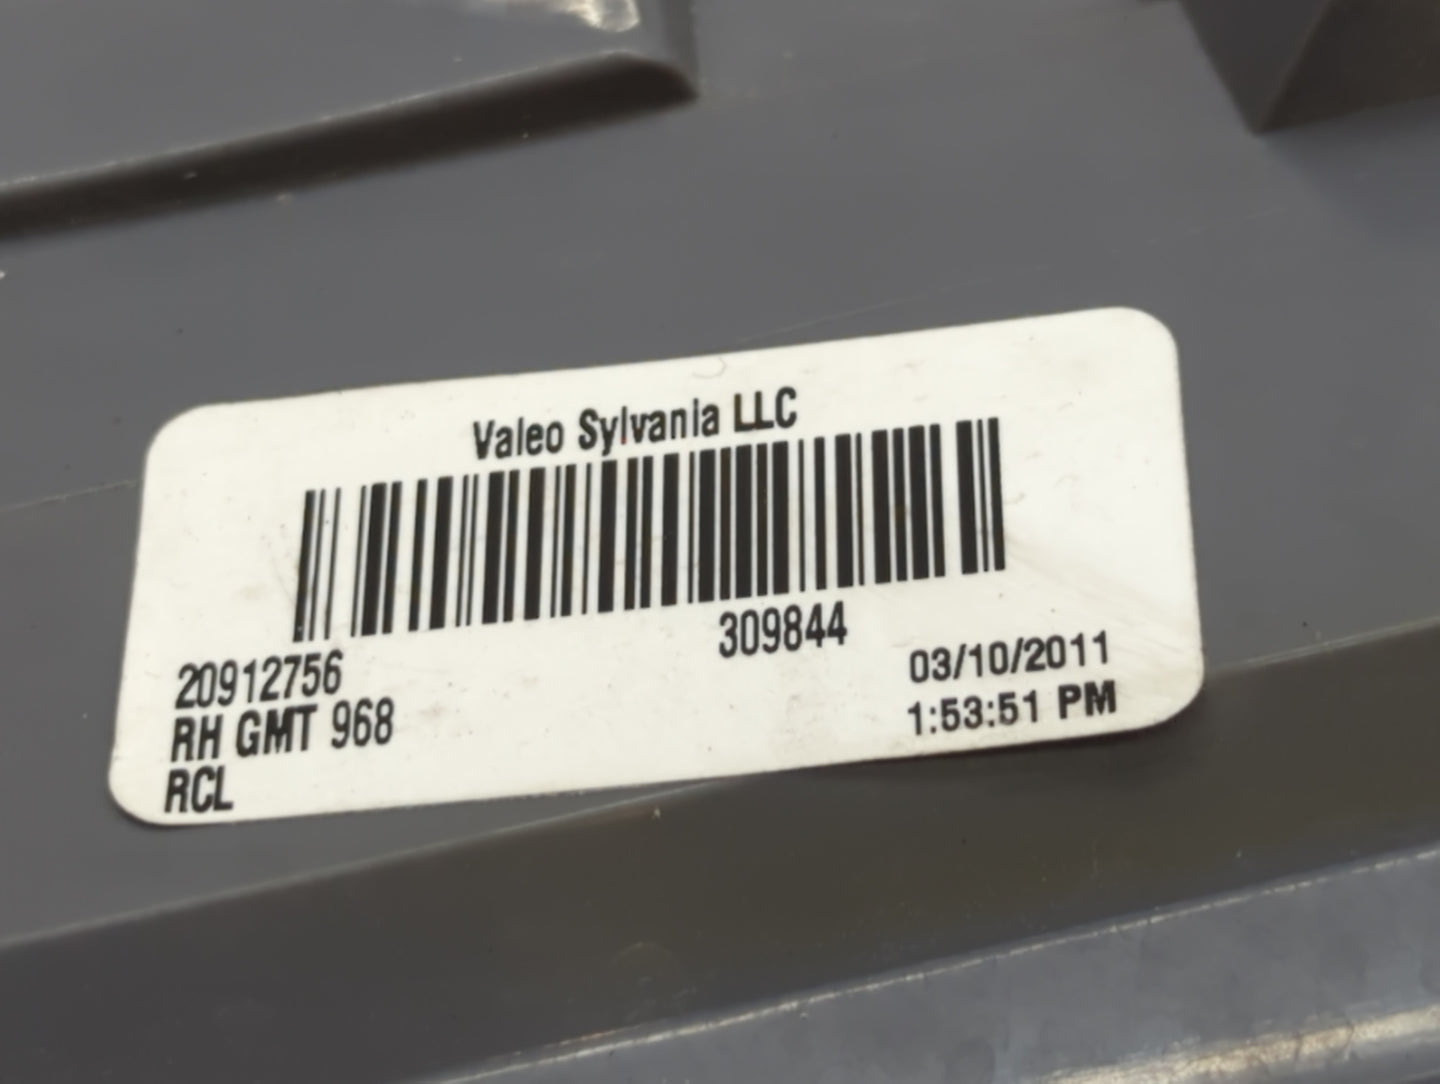 Valeo Sylvania LLC
309844
20912756
03/10/2011
RH GMT 968
1:53:51 PM
RCL